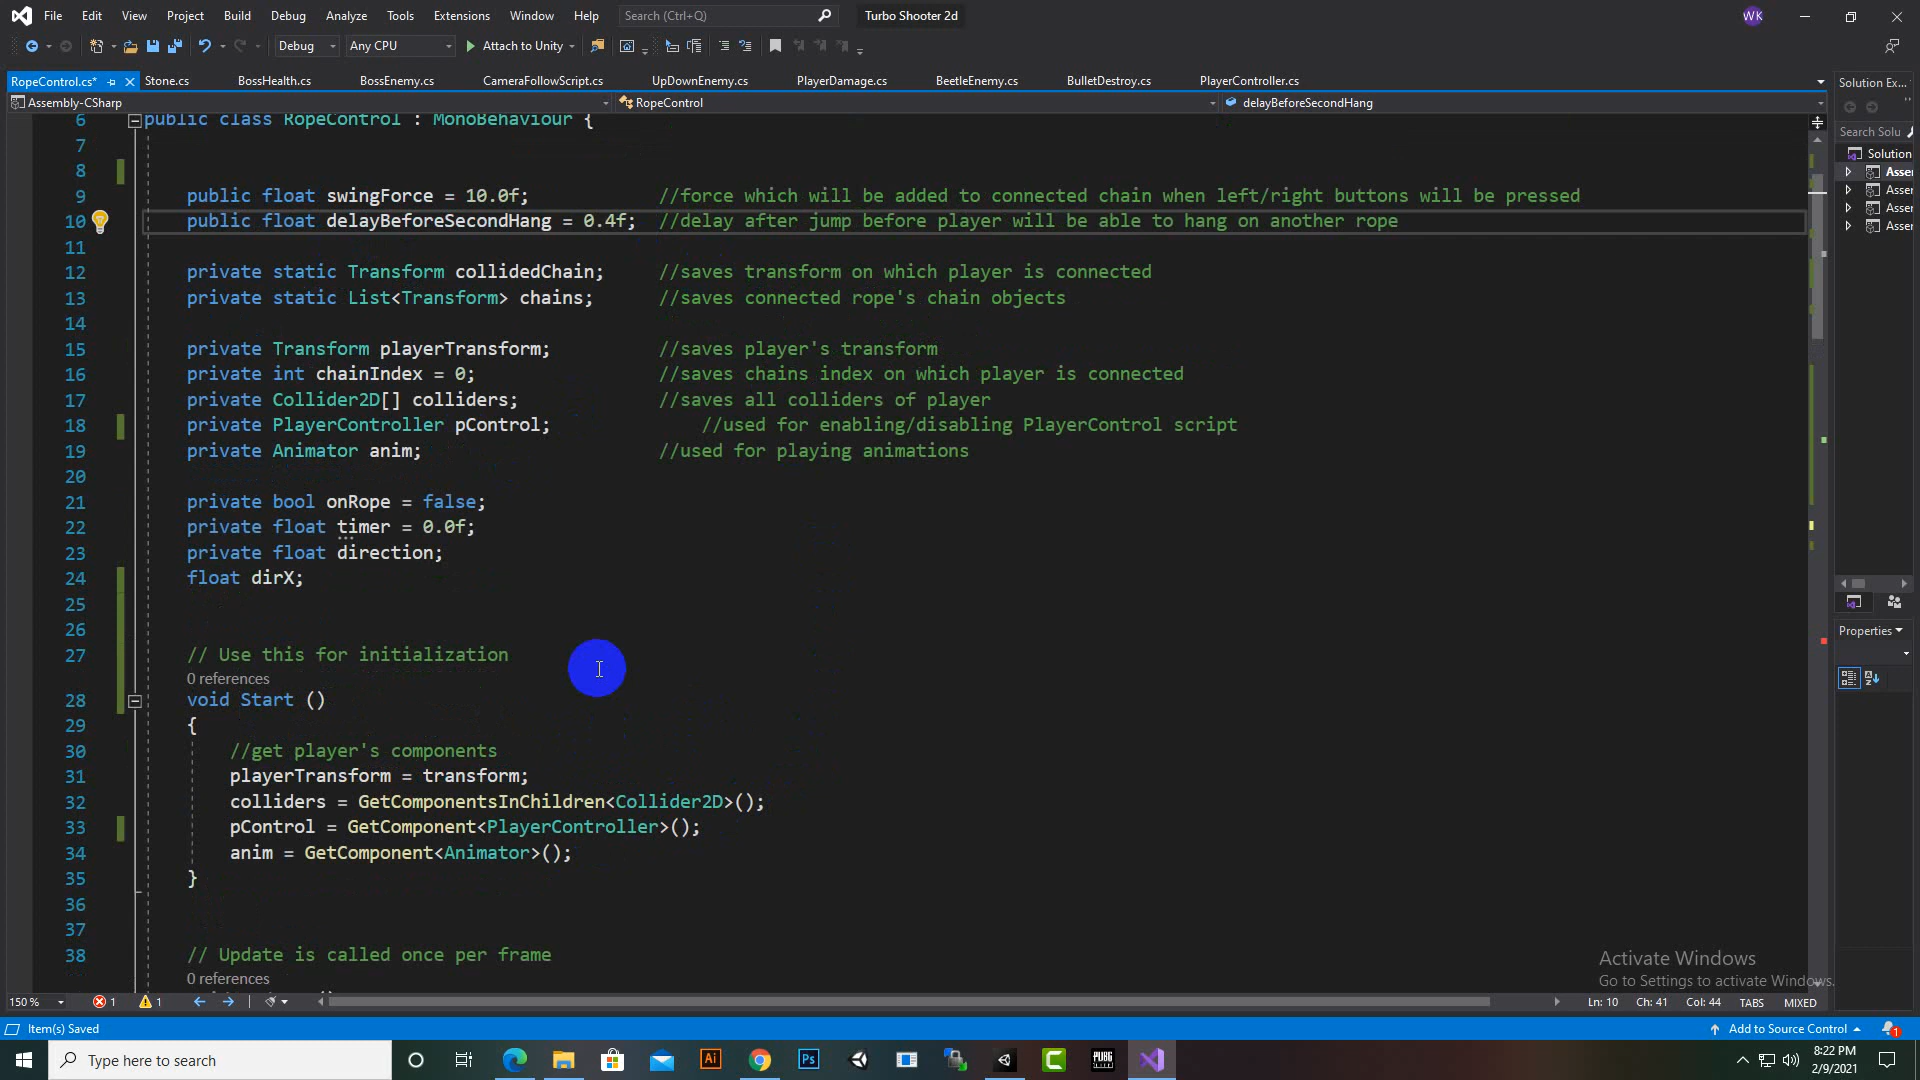 File Edit View Project Build Debug Analyze Tools Extensions Window Help Search (Ctrl+Q) Turbo Shooter 2d WK
Debug Any CPU Attach to Unity
RopeControl.cs* Stone.cs BossHealth.cs BossEnemy.cs CameraFollowScript.cs UpDownEnemy.cs PlayerDamage.cs BeetleEnemy.cs BulletDestroy.cs PlayerController.cs
Solution Ex...
Assembly-CSharp RopeControl delayBeforeSecondHang
Search Solu
Solution
Asse
Asse
Asse
Asse
Properties
6 public class RopeControl : MonoBehaviour {
7
8
9 public float swingForce = 10.0f; //force which will be added to connected chain when left/right buttons will be pressed
10 public float delayBeforeSecondHang = 0.4f; //delay after jump before player will be able to hang on another rope
11
12 private static Transform collidedChain; //saves transform on which player is connected
13 private static List<Transform> chains; //saves connected rope's chain objects
14
15 private Transform playerTransform; //saves player's transform
16 private int chainIndex = 0; //saves chains index on which player is connected
17 private Collider2D[] colliders; //saves all colliders of player
18 private PlayerController pControl; //used for enabling/disabling PlayerControl script
19 private Animator anim; //used for playing animations
20
21 private bool onRope = false;
22 private float timer = 0.0f;
23 private float direction;
24 float dirX;
25
26
27 // Use this for initialization
0 references
28 void Start ()
29 {
30 //get player's components
31 playerTransform = transform;
32 colliders = GetComponentsInChildren<Collider2D>();
33 pControl = GetComponent<PlayerController>();
34 anim = GetComponent<Animator>();
35 }
36
37
38 // Update is called once per frame
0 references
Activate Windows
Go to Settings to activate Windows.
150 % 1 1 Ln: 10 Ch: 41 Col: 44 TABS MIXED
Item(s) Saved Add to Source Control 1
Type here to search Ai Ps PUBG 8:22 PM
2/9/2021